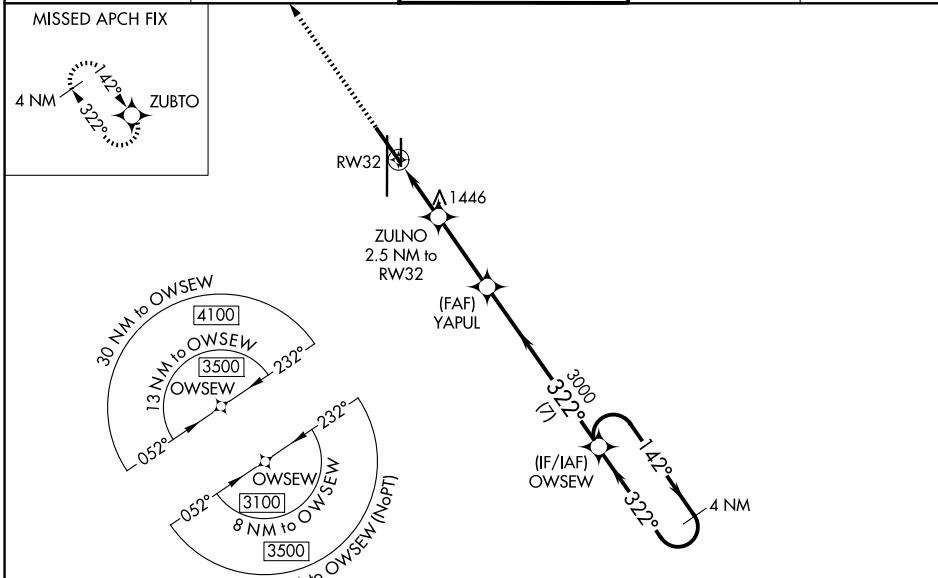 MISSED APCH FIX
142°
4 NM
ZUBTO
322°
RW32
1446
ZULNO
2.5 NM to
RW32
(FAF)
YAPUL
30 NM to OWSEW
4100
13 NM to OWSEW
3500
232°
OWSEW
052°
3000
322°
(7)
232°
OWSEW
052°
3100
8 NM to OWSEW
3500
to OWSEW (NoPT)
(IF/IAF)
OWSEW
142°
322°
4 NM